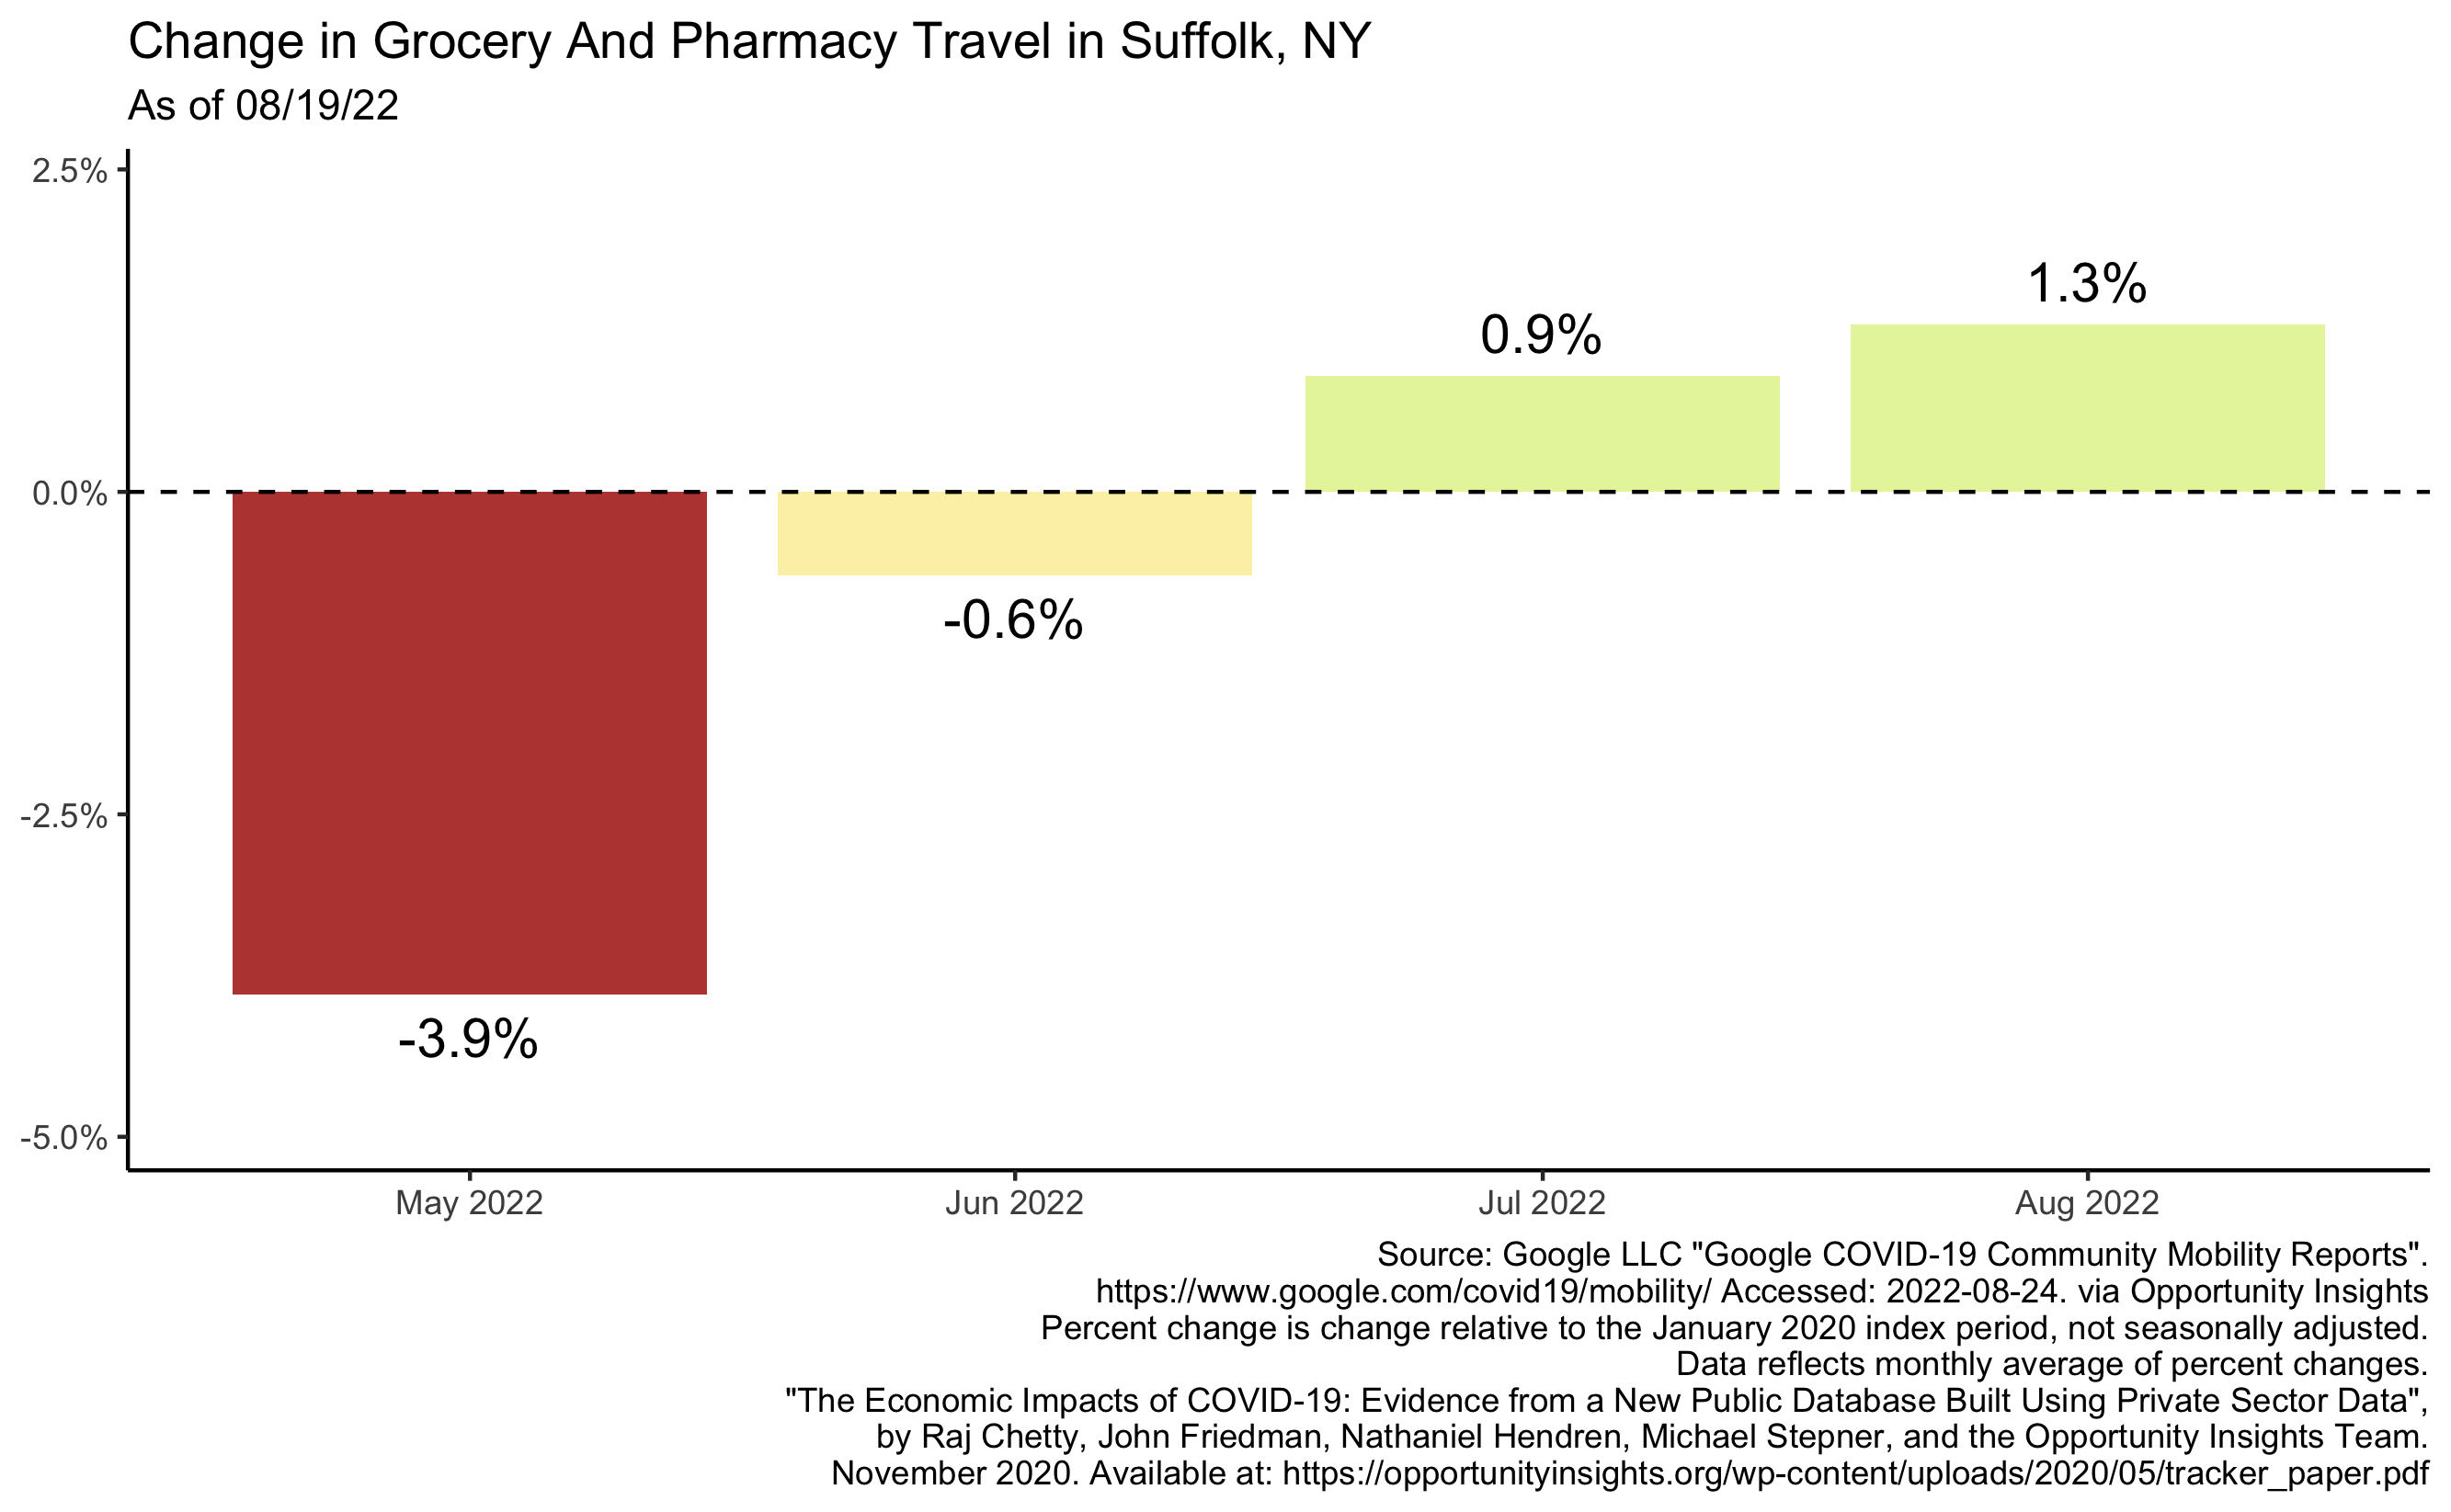 Change in Grocery And Pharmacy Travel in Suffolk, NY
As of 08/19/22
2.5%
0.0%
-2.5%
-5.0%
-3.9%
-0.6%
0.9%
1.3%
May 2022
Jun 2022
Jul 2022
Aug 2022
Source: Google LLC "Google COVID-19 Community Mobility Reports".
https://www.google.com/covid19/mobility/ Accessed: 2022-08-24. via Opportunity Insights
Percent change is change relative to the January 2020 index period, not seasonally adjusted.
Data reflects monthly average of percent changes.
"The Economic Impacts of COVID-19: Evidence from a New Public Database Built Using Private Sector Data",
by Raj Chetty, John Friedman, Nathaniel Hendren, Michael Stepner, and the Opportunity Insights Team.
November 2020. Available at: https://opportunityinsights.org/wp-content/uploads/2020/05/tracker_paper.pdf